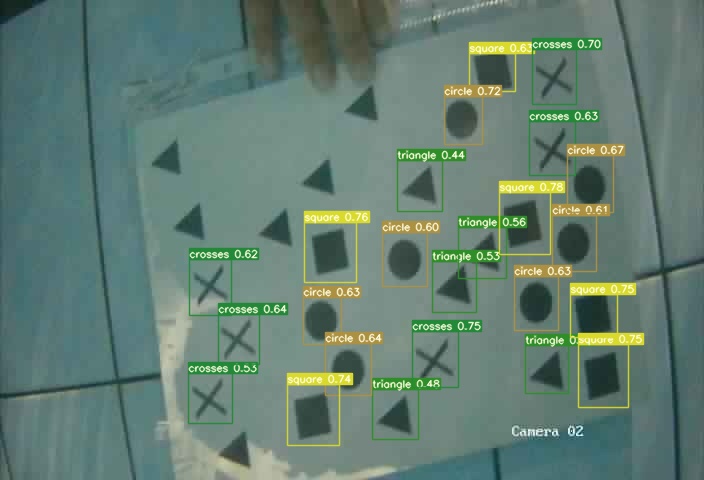 square 0.63
crosses 0.70
circle 0.72
crosses 0.63
triangle 0.44
circle 0.67
square 0.78
square 0.76
triangle 0.56
circle 0.61
circle 0.60
crosses 0.62
triangle 0.53
circle 0.63
circle 0.63
square 0.75
crosses 0.64
crosses 0.75
circle 0.64
triangle
square 0.75
crosses 0.53
square 0.74
triangle 0.48
Camera 02